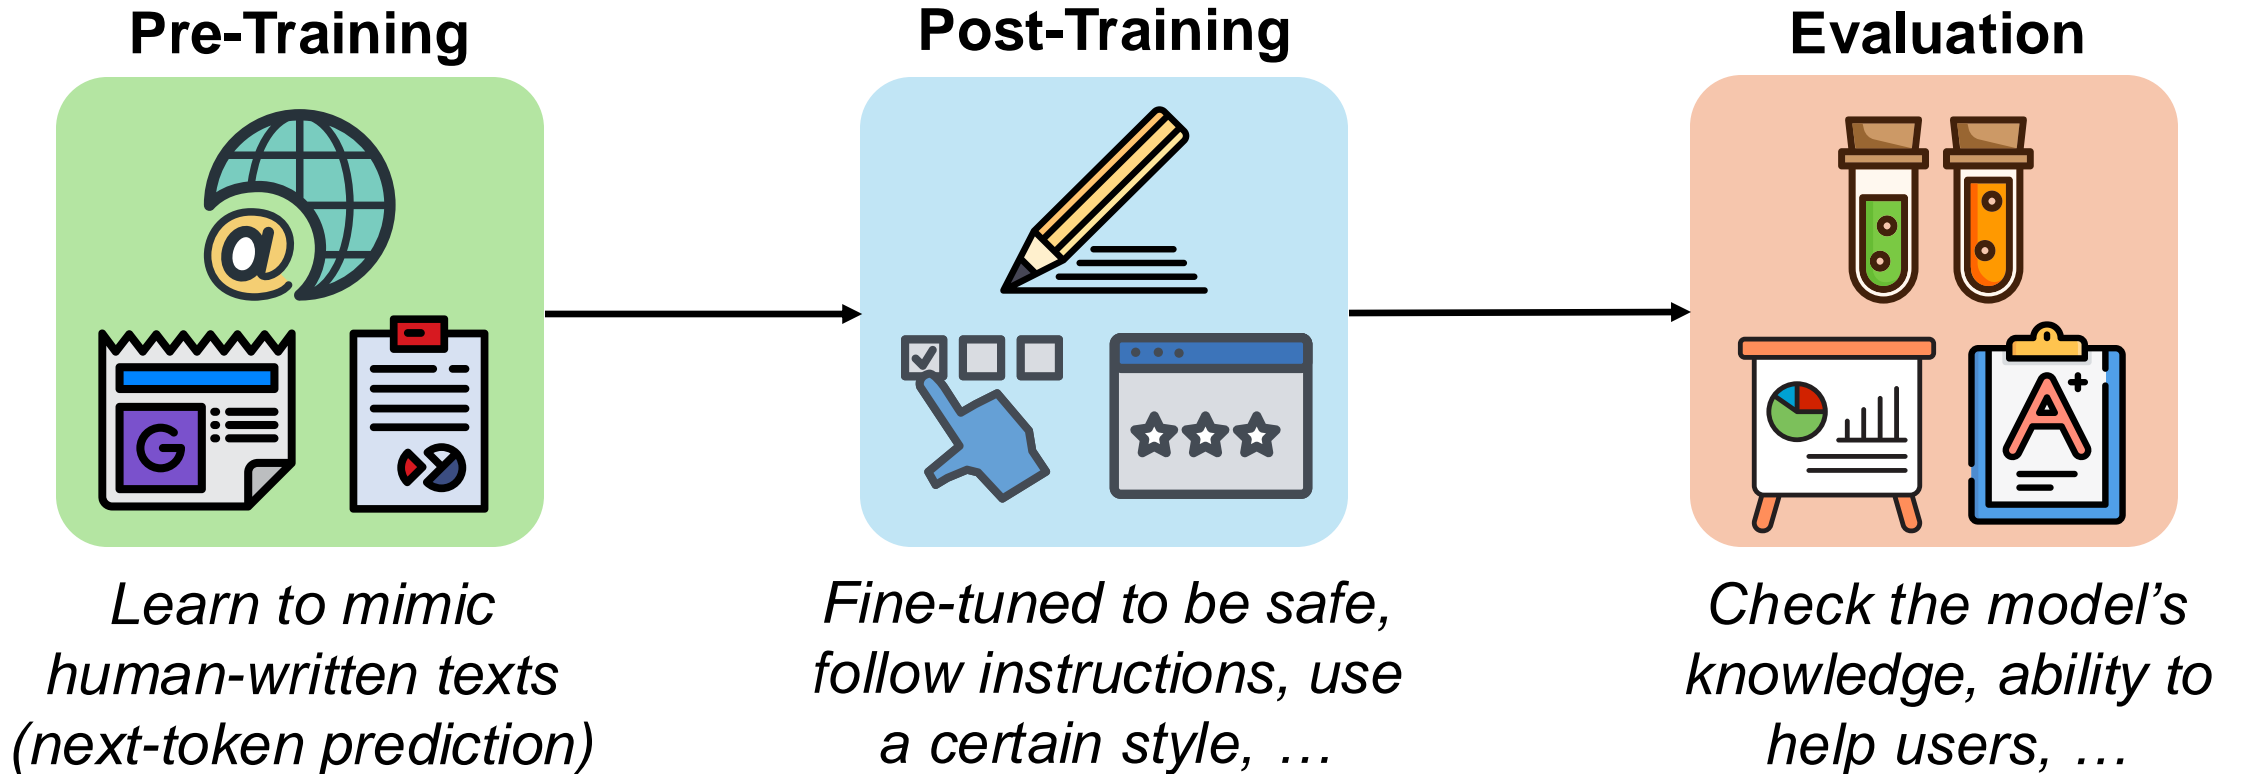 Pre-Training
Post-Training
Evaluation
@
G
A+
Learn to mimic
human-written texts
(next-token prediction)
Fine-tuned to be safe,
follow instructions, use
a certain style, …
Check the model’s
knowledge, ability to
help users, …